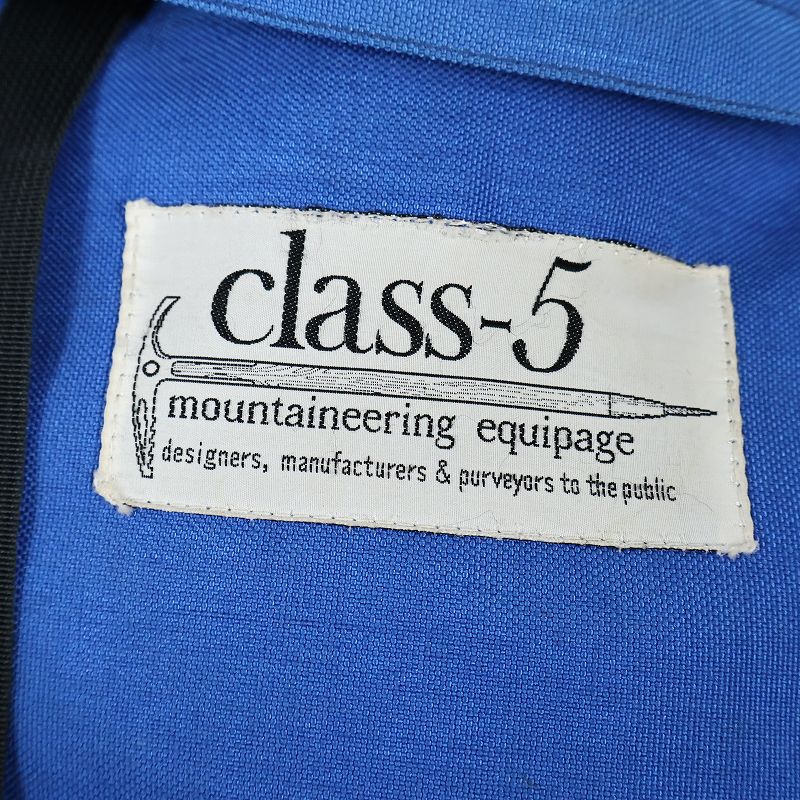 class-5
mountaineering equipage
designers, manufacturers & purveyors to the public